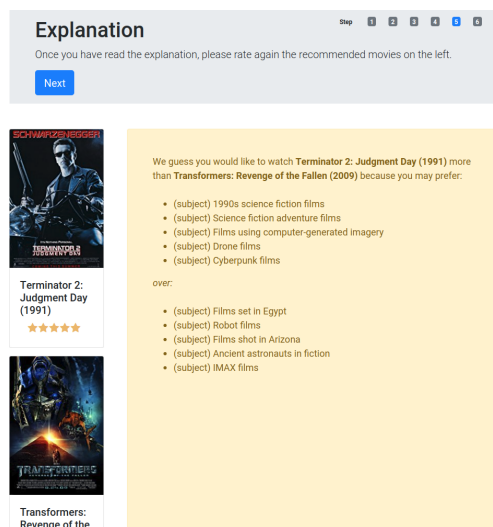 Explanation
Step 1 2 3 4 5 6
Once you have read the explanation, please rate again the recommended movies on the left.
Next
SCHWARZENEGGER
TERMINATOR 2
JUDGMENT DAY
Terminator 2:
Judgment Day
(1991)
TRANSFORMERS
REVENGE OF THE FALLEN
Transformers:
Revenge of the
We guess you would like to watch Terminator 2: Judgment Day (1991) more
than Transformers: Revenge of the Fallen (2009) because you may prefer:
(subject) 1990s science fiction films
(subject) Science fiction adventure films
(subject) Films using computer-generated imagery
(subject) Drone films
(subject) Cyberpunk films
over:
(subject) Films set in Egypt
(subject) Robot films
(subject) Films shot in Arizona
(subject) Ancient astronauts in fiction
(subject) IMAX films